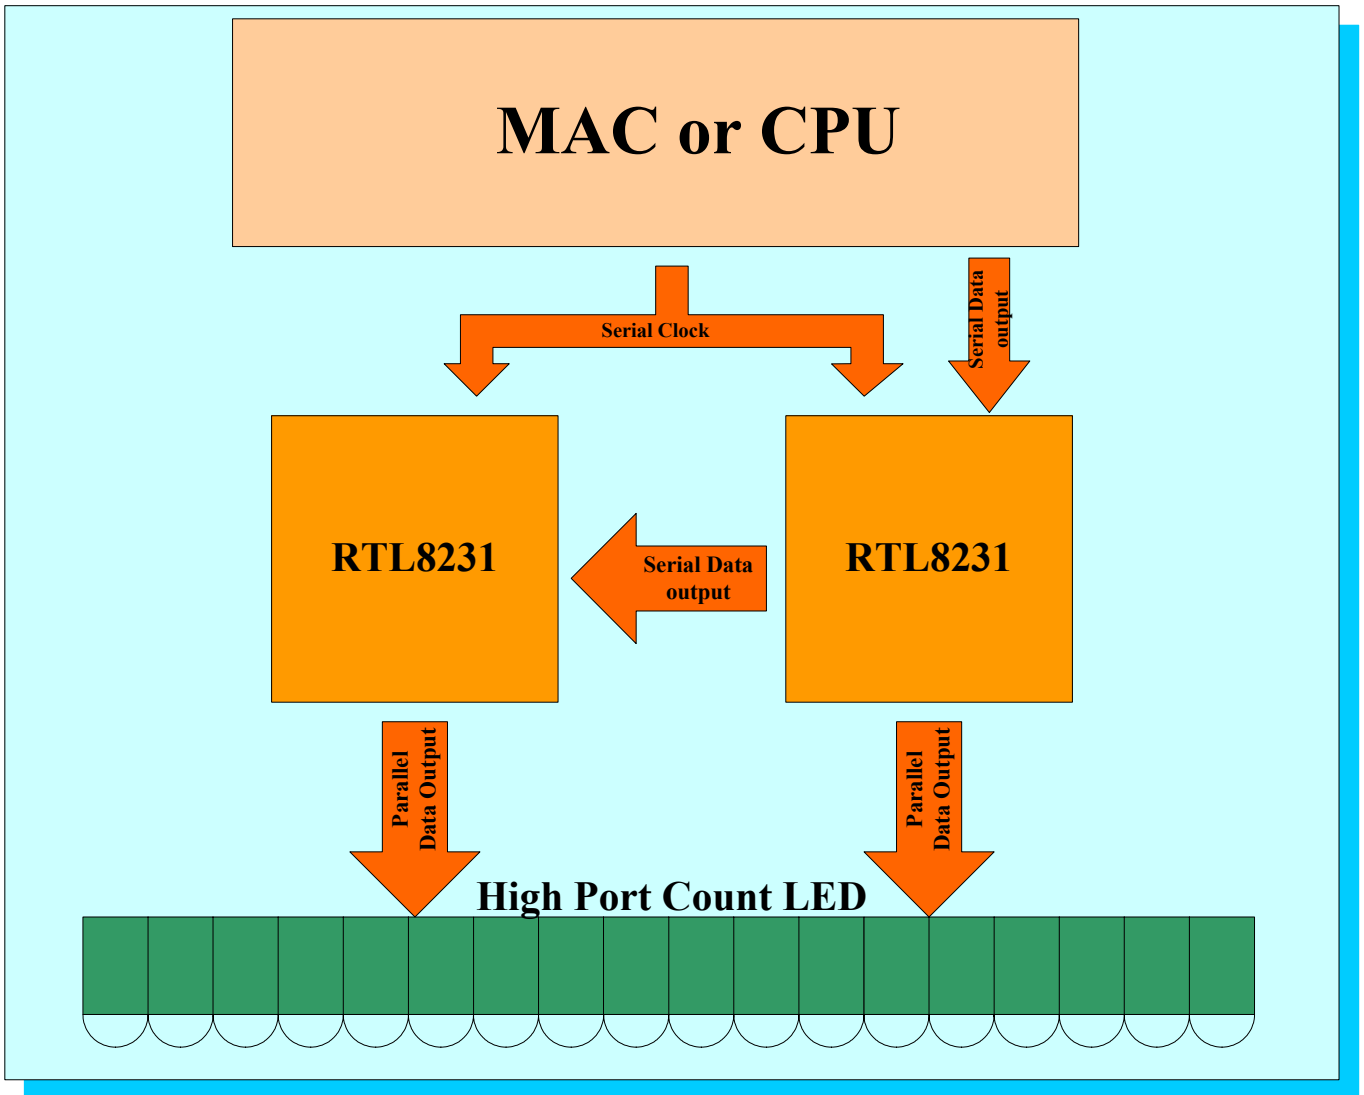 MAC or CPU
Serial Clock
Serial Data
output
RTL8231
Serial Data
output
RTL8231
Parallel
Data Output
Parallel
Data Output
High Port Count LED